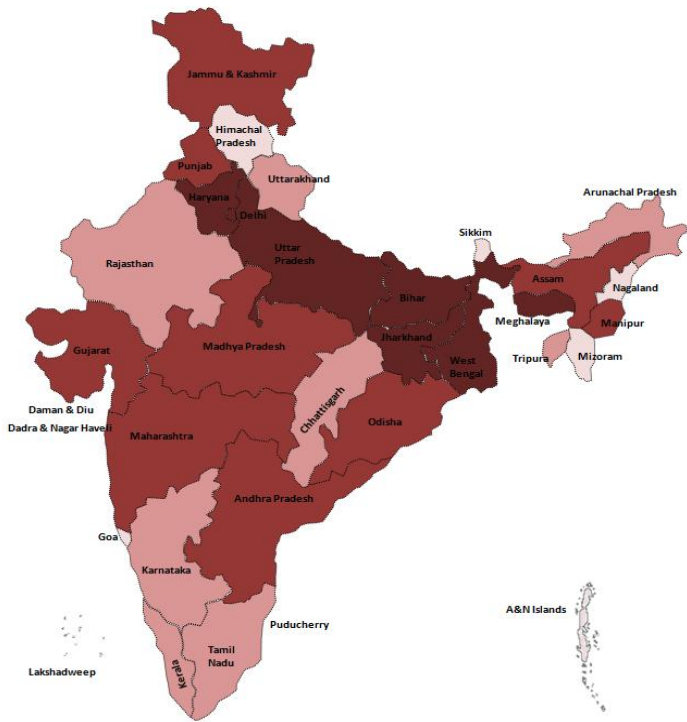 Jammu & Kashmir
Himachal
Pradesh
Punjab
Uttarakhand
Haryana
Delhi
Arunachal Pradesh
Rajasthan
Uttar
Pradesh
Sikkim
Assam
Nagaland
Bihar
Meghalaya
Manipur
Gujarat
Madhya Pradesh
Jharkhand
West
Bengal
Tripura
Mizoram
Daman & Diu
Dadra & Nagar Haveli
Maharashtra
Chhattisgarh
Odisha
Andhra Pradesh
Goa
Karnataka
A&N Islands
Puducherry
Tamil
Nadu
Kerala
Lakshadweep